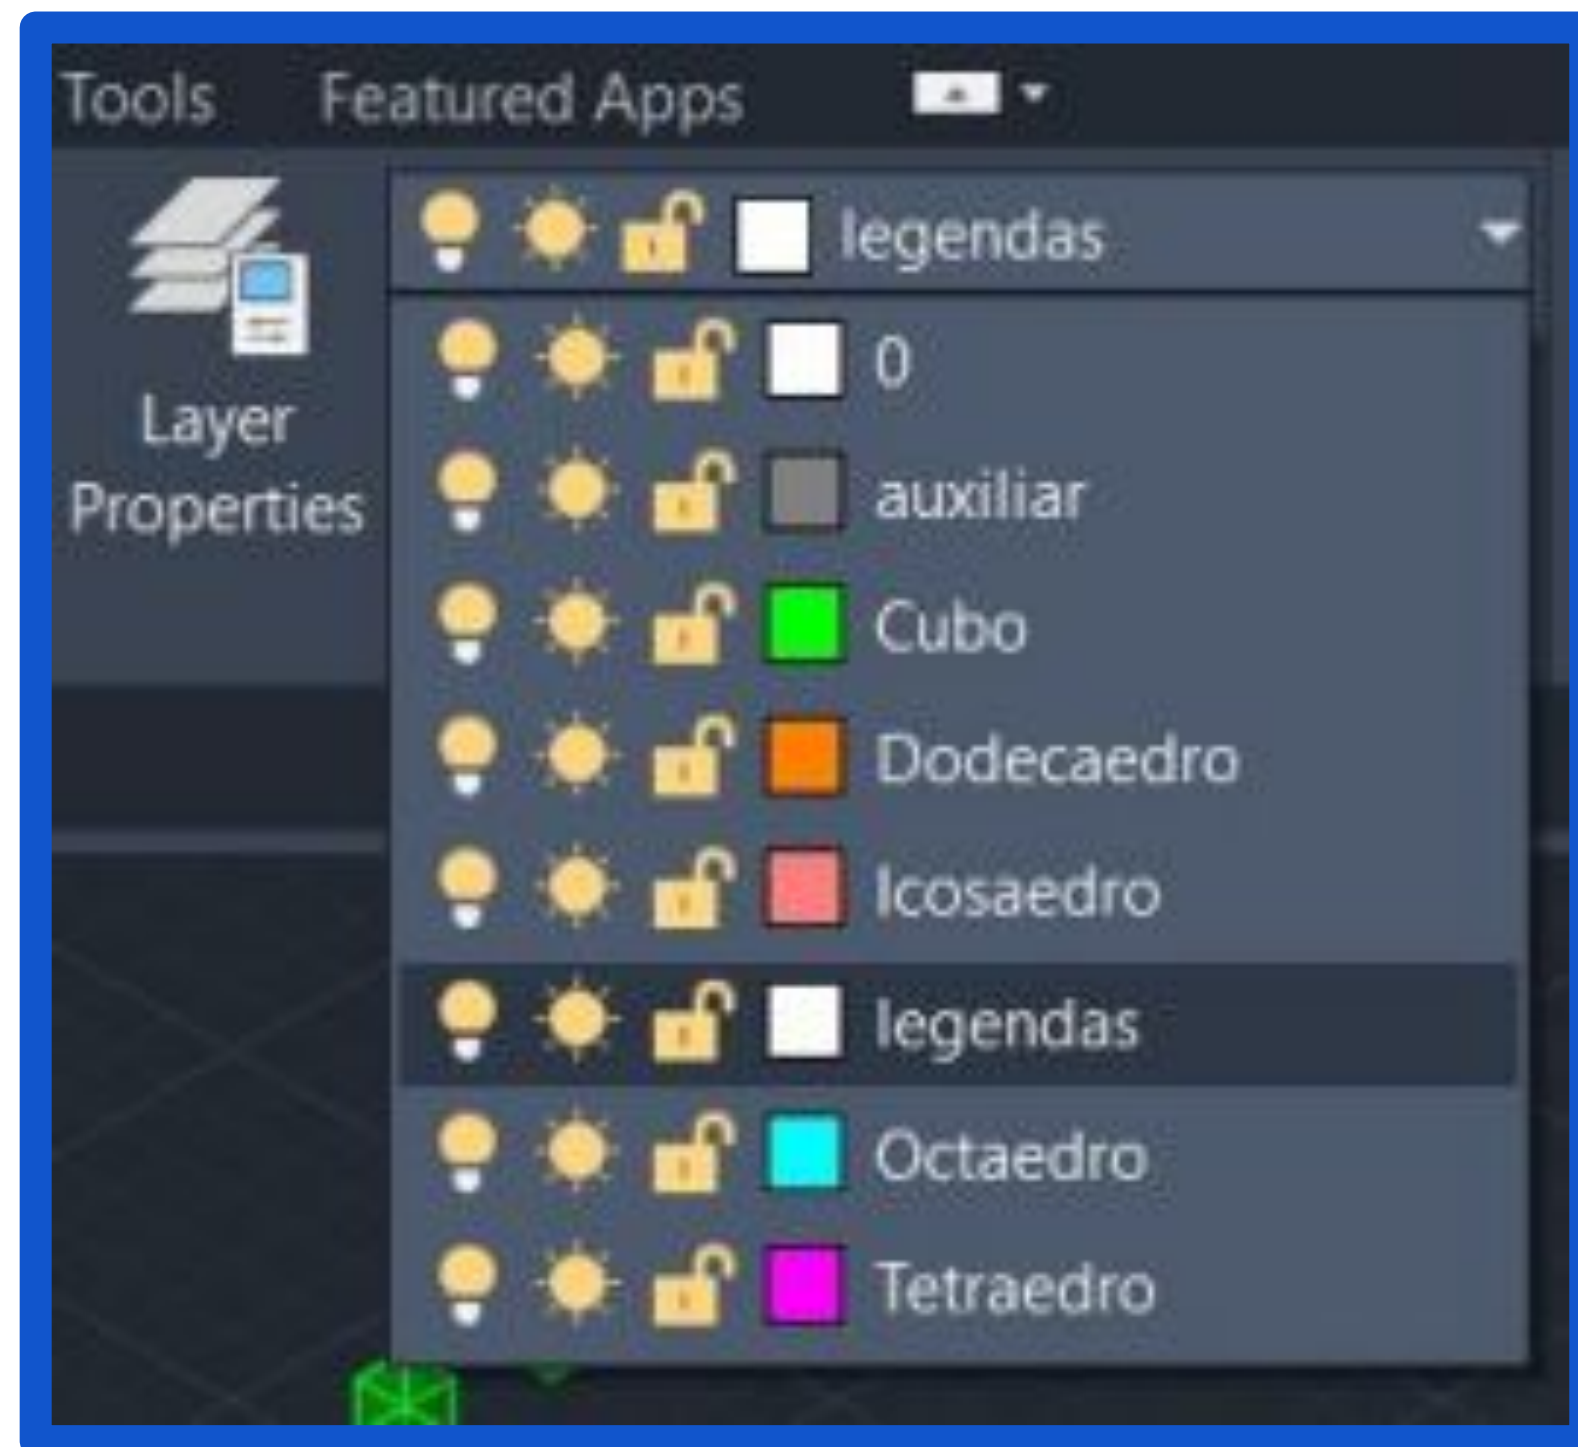 Tools Featured Apps
legendas
Layer
Properties
0
auxiliar
Cubo
Dodecaedro
Icosaedro
legendas
Octaedro
Tetraedro